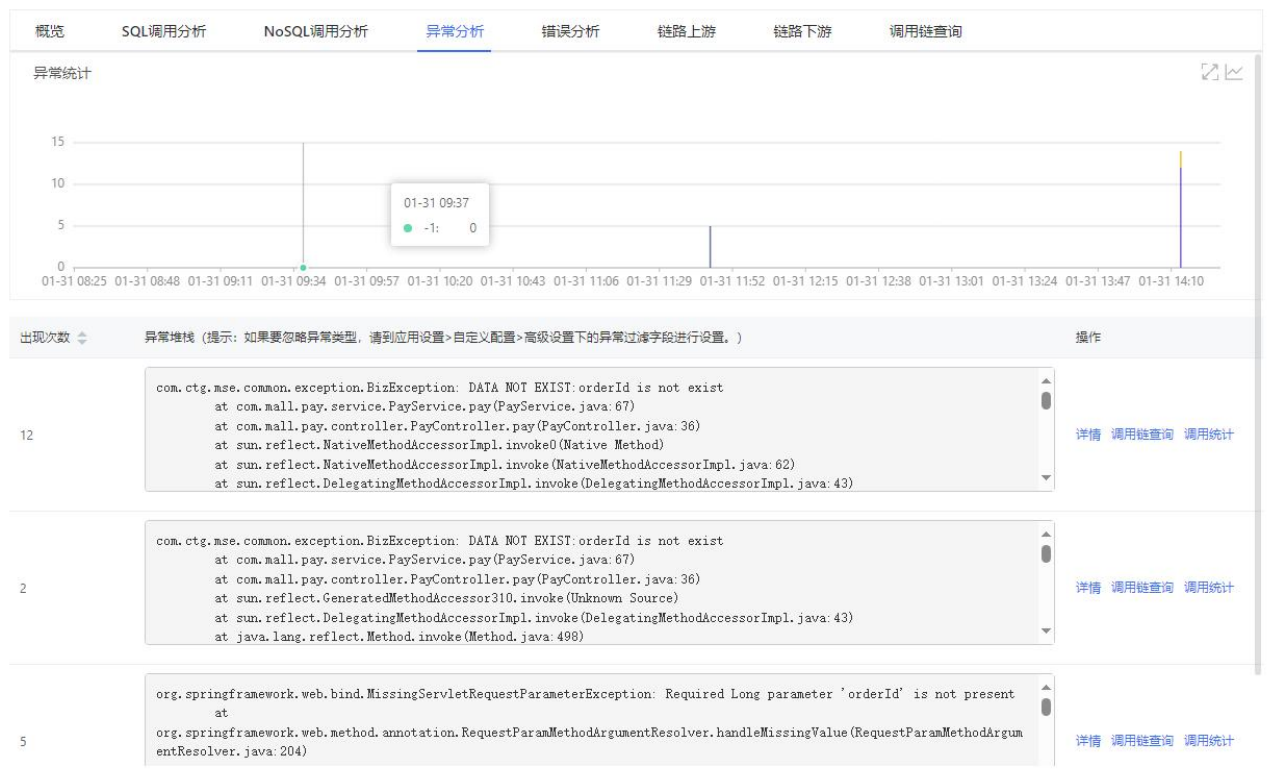 概览 SQL调用分析 NoSQL调用分析 异常分析 错误分析 链路上游 链路下游 调用链查询
异常统计
15
10
5
0
01-31 09:37
-1: 0
01-31 08:25 01-31 08:48 01-31 09:11 01-31 09:34 01-31 09:57 01-31 10:20 01-31 10:43 01-31 11:06 01-31 11:29 01-31 11:52 01-31 12:15 01-31 12:38 01-31 13:01 01-31 13:24 01-31 13:47 01-31 14:10
出现次数 异常堆栈（提示：如果要忽略异常类型，请到应用设置>自定义配置>高级设置下的异常过滤字段进行设置。） 操作
com.ctg.mse.common.exception.BizException: DATA NOT EXIST:orderId is not exist
at com.mall.pay.service.PayService.pay(PayService.java:67)
at com.mall.pay.controller.PayController.pay(PayController.java:36)
12
at sun.reflect.NativeMethodAccessorImpl.invoke0(Native Method)
at sun.reflect.NativeMethodAccessorImpl.invoke(NativeMethodAccessorImpl.java:62)
at sun.reflect.DelegatingMethodAccessorImpl.invoke(DelegatingMethodAccessorImpl.java:43)
详情 调用链查询 调用统计
com.ctg.mse.common.exception.BizException: DATA NOT EXIST:orderId is not exist
at com.mall.pay.service.PayService.pay(PayService.java:67)
at com.mall.pay.controller.PayController.pay(PayController.java:36)
2
at sun.reflect.GeneratedMethodAccessor310.invoke(Unknown Source)
at sun.reflect.DelegatingMethodAccessorImpl.invoke(DelegatingMethodAccessorImpl.java:43)
at java.lang.reflect.Method.invoke(Method.java:498)
详情 调用链查询 调用统计
org.springframework.web.bind.MissingServletRequestParameterException: Required Long parameter 'orderId' is not present
at
org.springframework.web.method.annotation.RequestParamMethodArgumentResolver.handleMissingValue(RequestParamMethodArgum
entResolver.java:204)
5
详情 调用链查询 调用统计